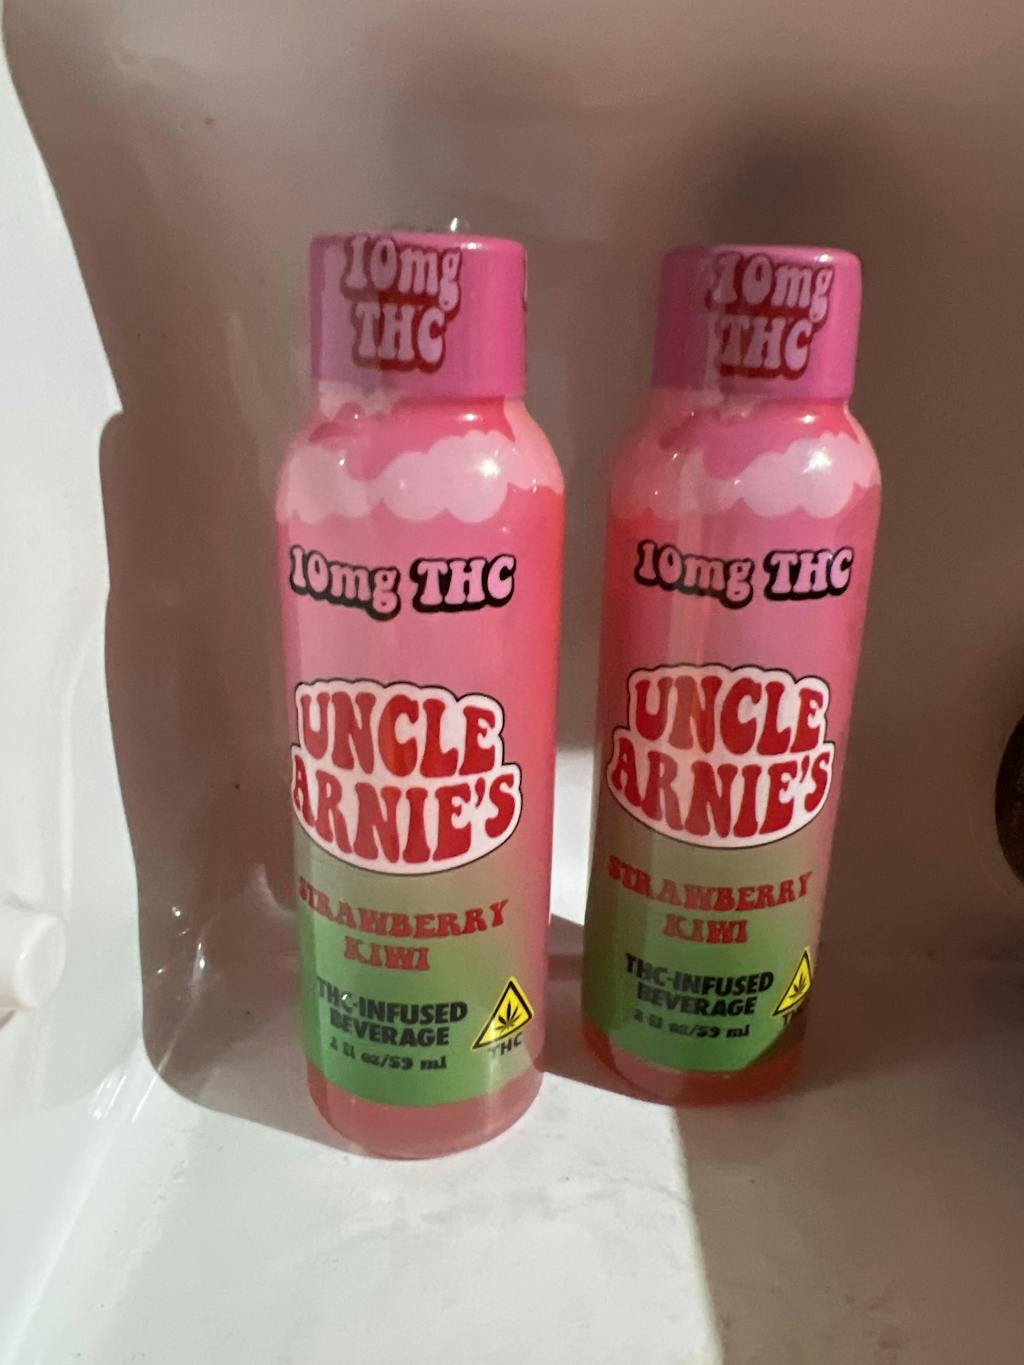 10mg
THC
10mg THC
UNCLE
ARNIE'S
STRAWBERRY
KIWI
THC-INFUSED
BEVERAGE
2 fl oz/59 ml
THC
10mg
THC
10mg THC
UNCLE
ARNIE'S
STRAWBERRY
KIWI
THC-INFUSED
BEVERAGE
2 fl oz/59 ml